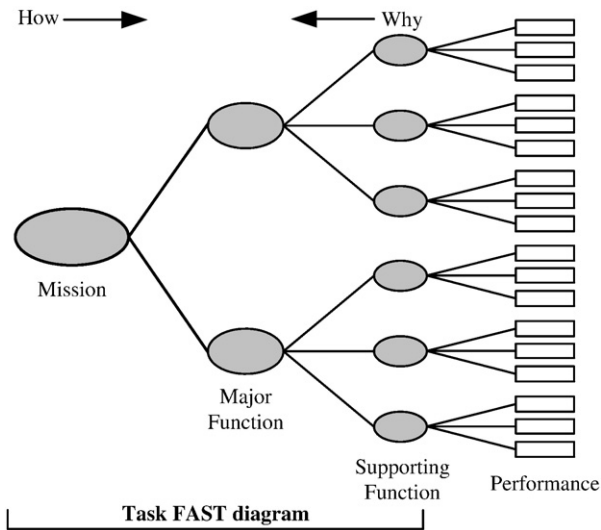 How
Why
Mission
Major
Function
Supporting
Function
Performance
Task FAST diagram